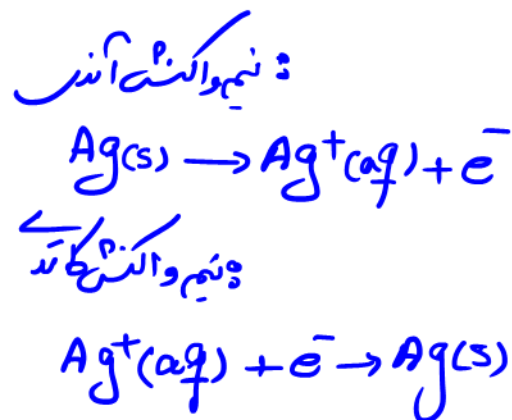 نیم واکنش آندی:
Ag(s) → Ag⁺(aq) + e⁻
نیم واکنش کاتدی:
Ag⁺(aq) + e⁻ → Ag(s)